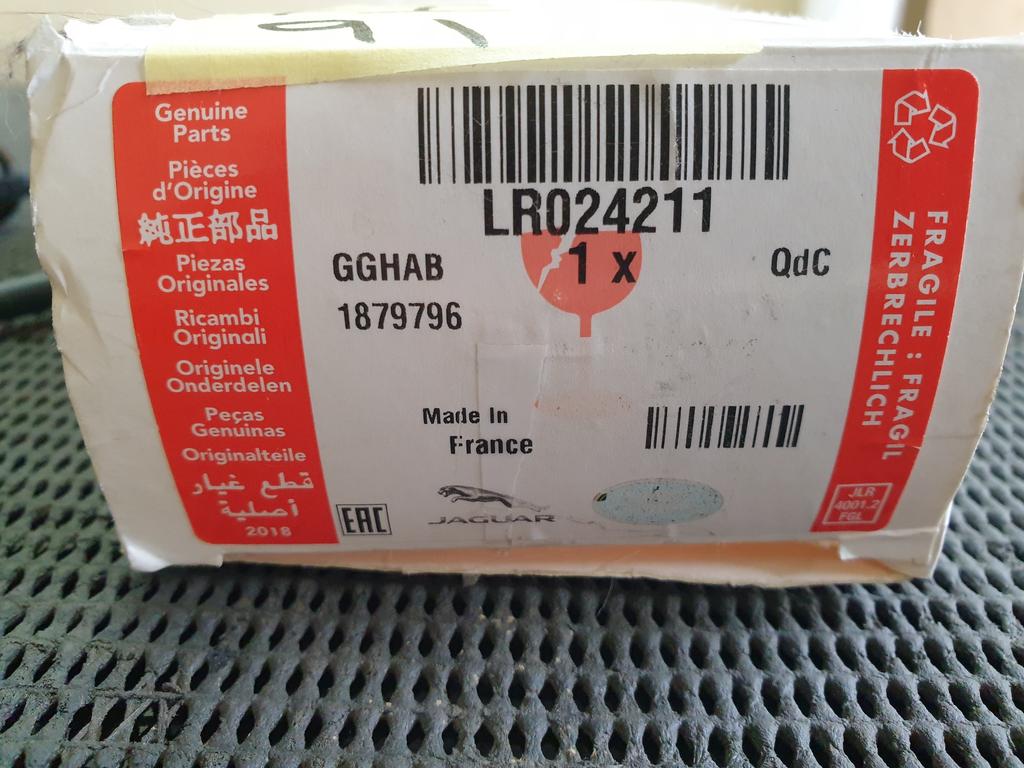 Genuine
Parts
Pièces
d'Origine
純正部品
Piezas
Originales
Ricambi
Originali
Originele
Onderdelen
Peças
Genuinas
Originalteile
قطع غيار
أصلية
2018
LR024211
1 x
GGHAB
QdC
1879796
Made In
France
EAC
JAGUAR
FRAGILE : FRAGIL
ZERBRECHLICH
JLR
4001.2
FGL